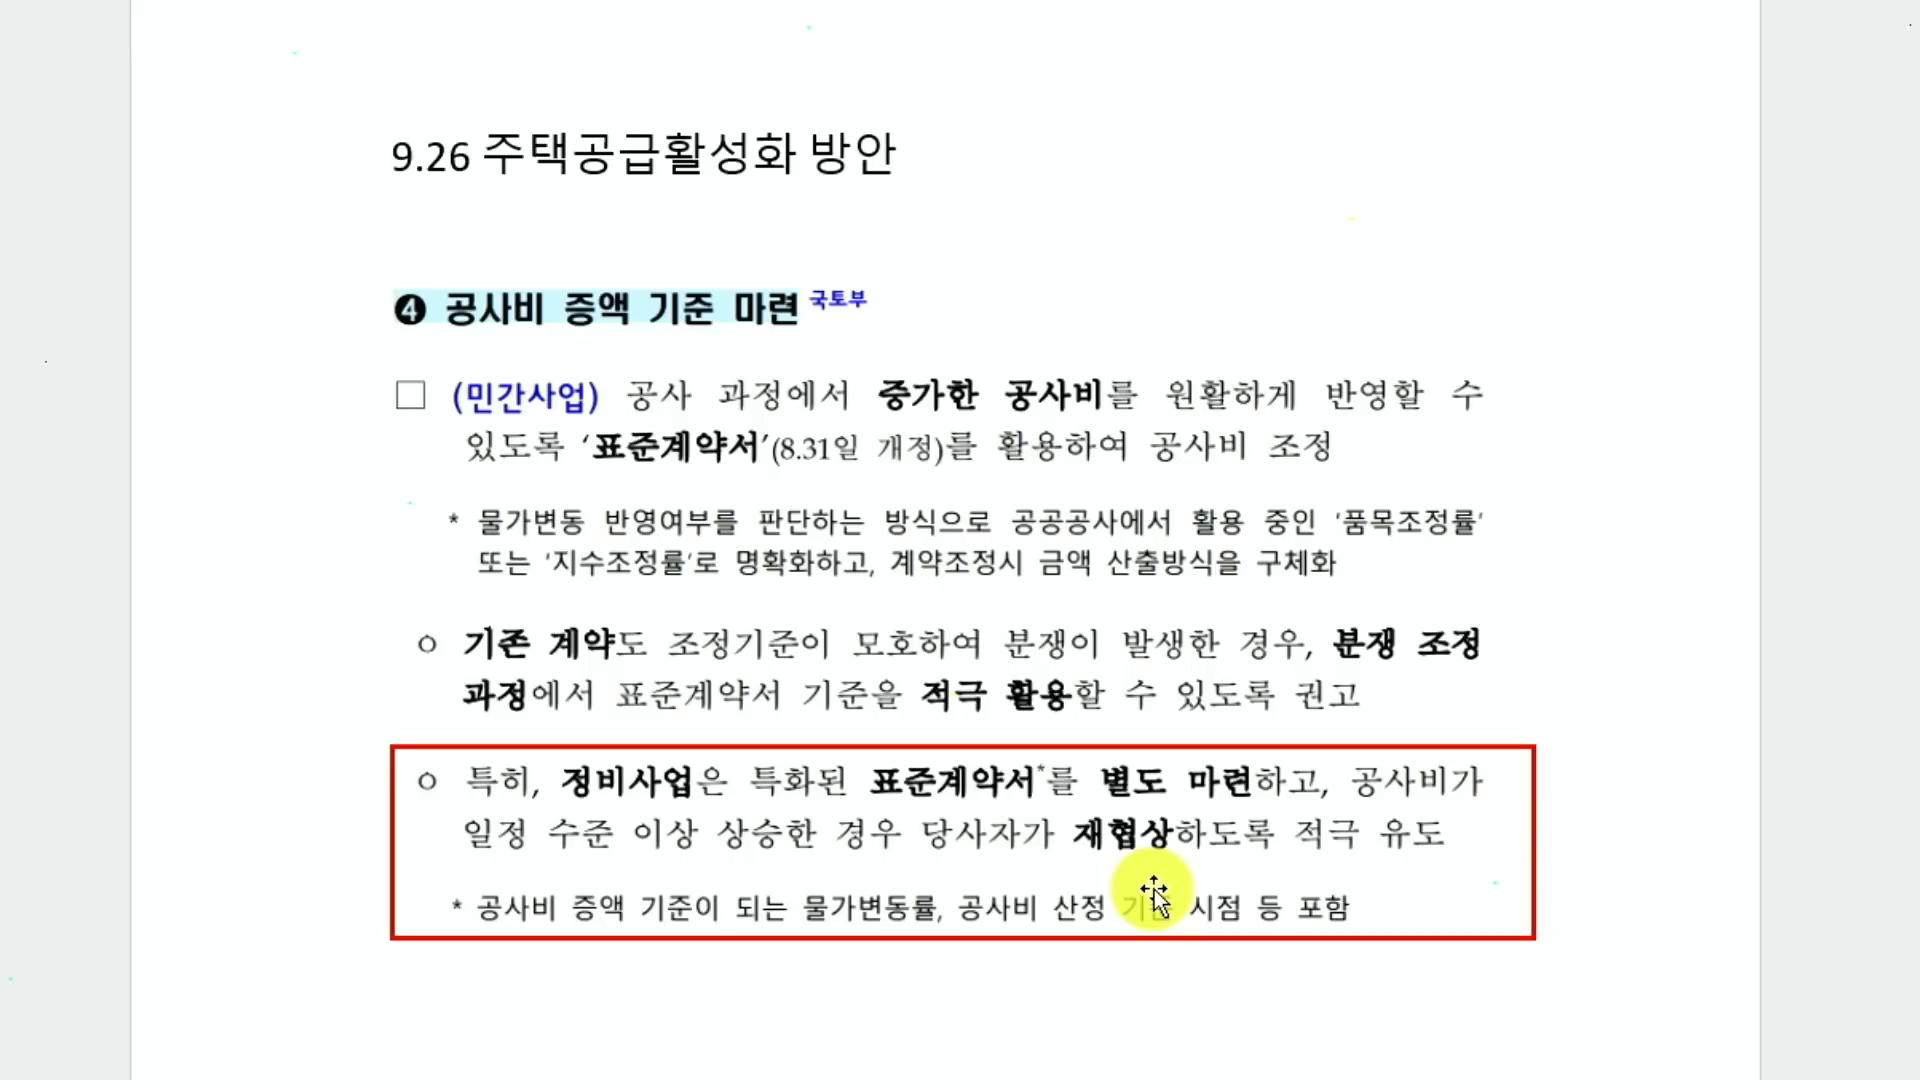 9.26 주택공급활성화 방안
❹ 공사비 증액 기준 마련 국토부
□ (민간사업) 공사 과정에서 증가한 공사비를 원활하게 반영할 수
있도록 ‘표준계약서’(8.31일 개정)를 활용하여 공사비 조정
* 물가변동 반영여부를 판단하는 방식으로 공공공사에서 활용 중인 ‘품목조정률’
또는 ‘지수조정률’로 명확화하고, 계약조정시 금액 산출방식을 구체화
ㅇ 기존 계약도 조정기준이 모호하여 분쟁이 발생한 경우, 분쟁 조정
과정에서 표준계약서 기준을 적극 활용할 수 있도록 권고
ㅇ 특히, 정비사업은 특화된 표준계약서*를 별도 마련하고, 공사비가
일정 수준 이상 상승한 경우 당사자가 재협상하도록 적극 유도
* 공사비 증액 기준이 되는 물가변동률, 공사비 산정 시점 등 포함